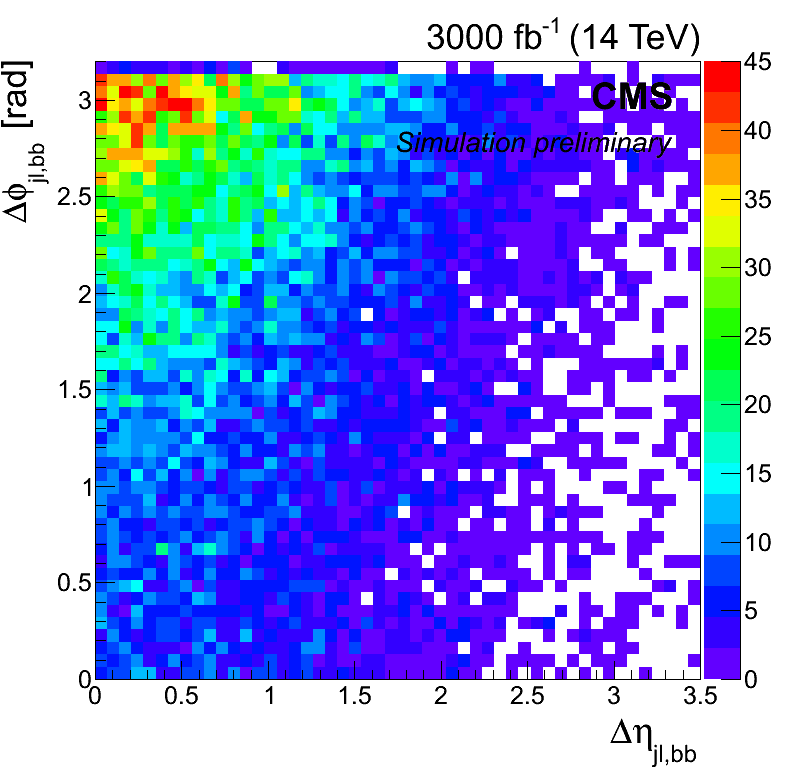 3000 fb⁻¹ (14 TeV)
CMS
Simulation preliminary
Δϕ_jl,bb [rad]
3
2.5
2
1.5
1
0.5
0
0 0.5 1 1.5 2 2.5 3 3.5
Δη_jl,bb
45
40
35
30
25
20
15
10
5
0